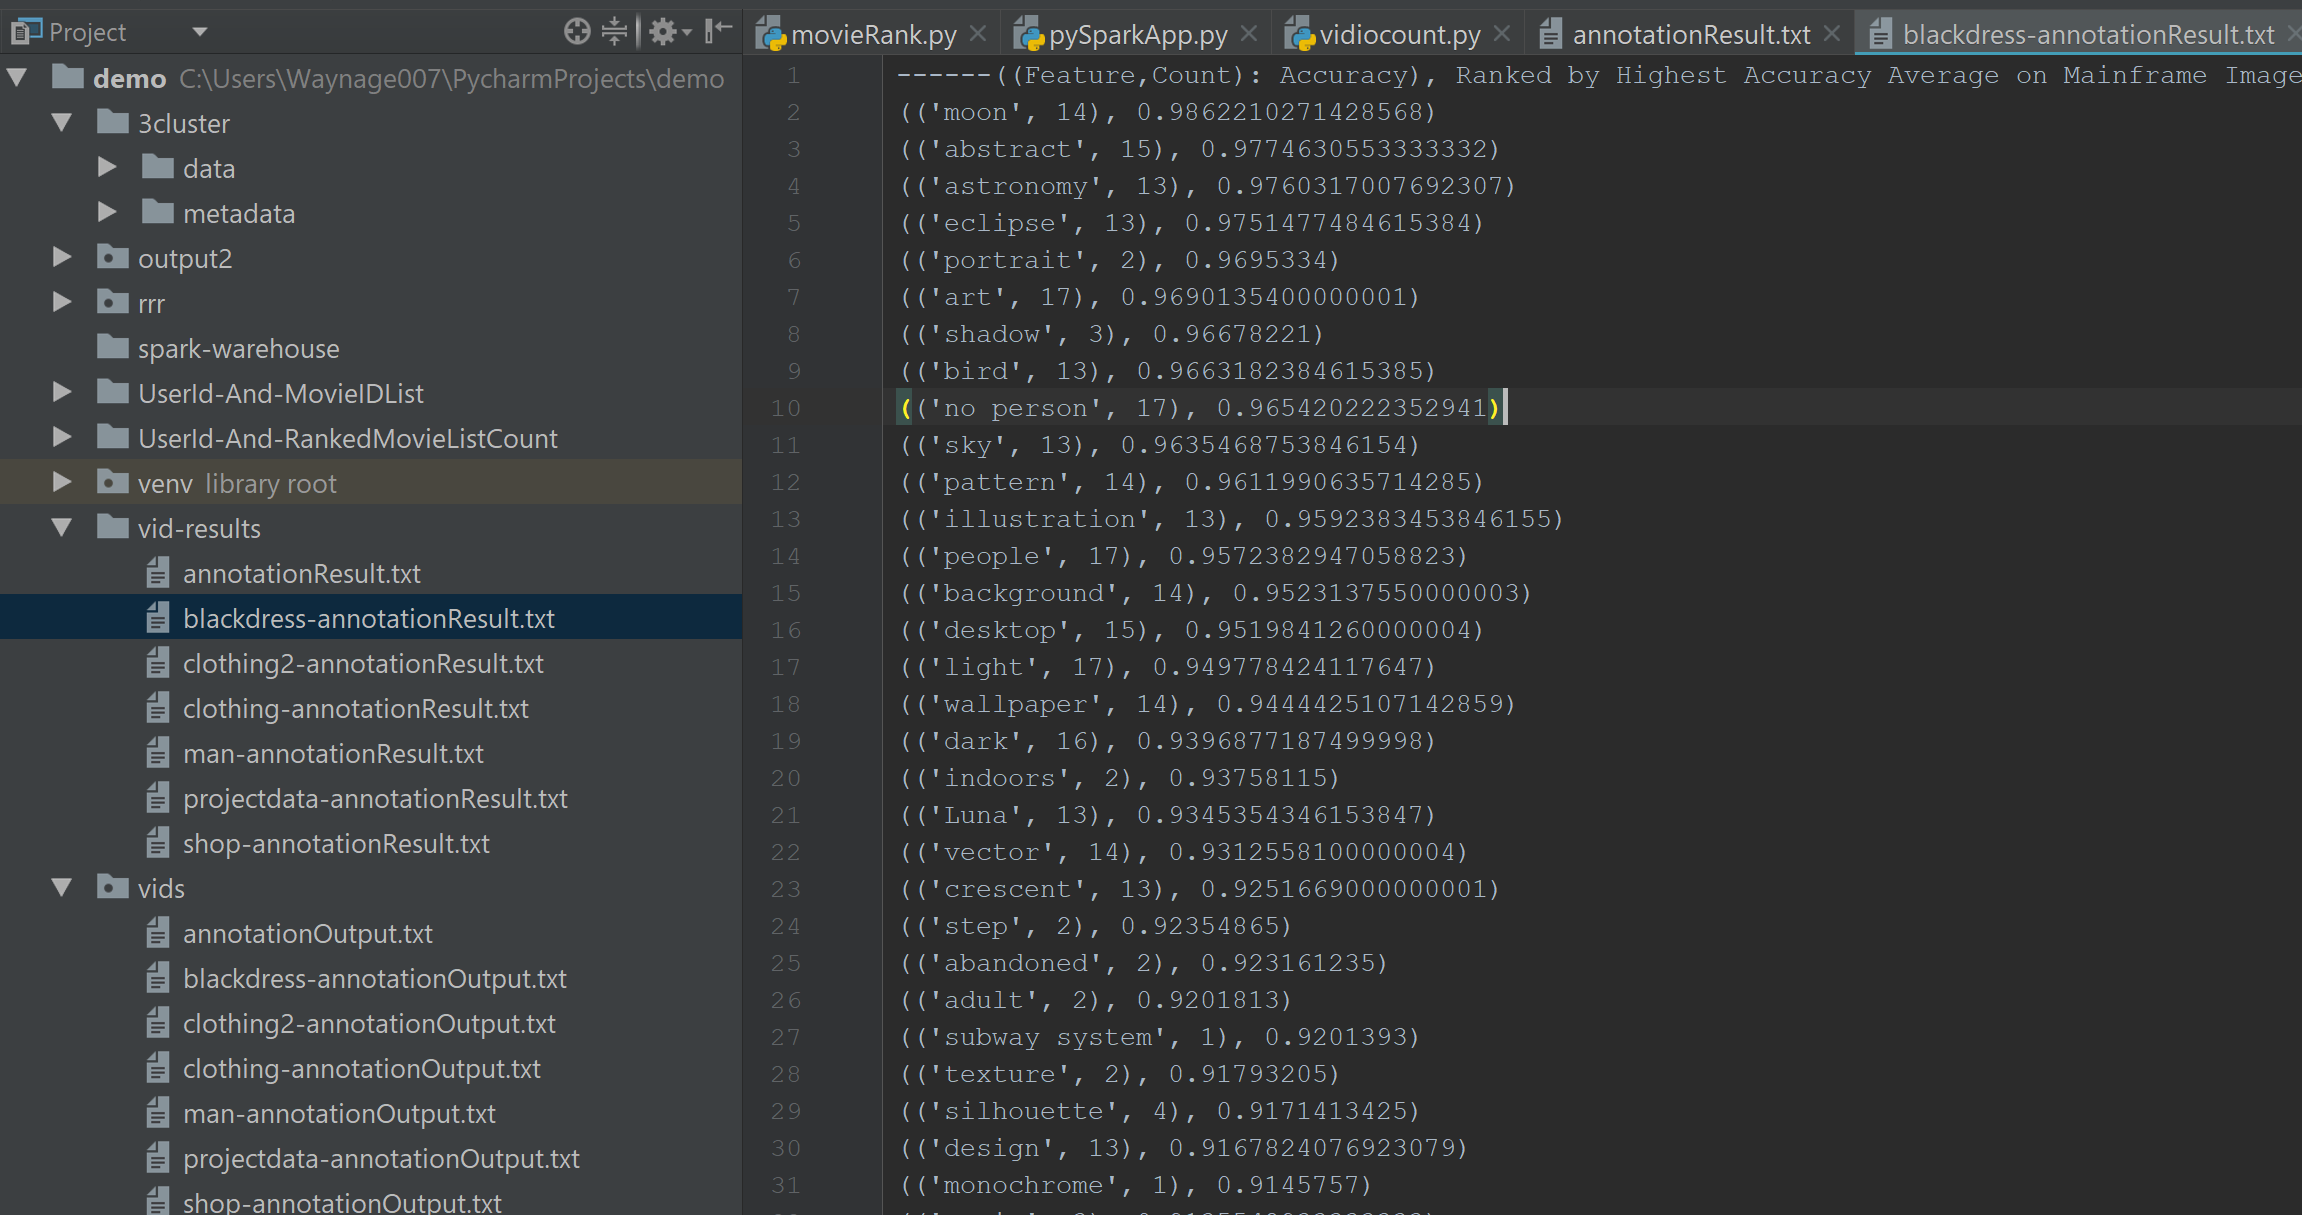 Project
demo C:\Users\Waynage007\PycharmProjects\demo
3cluster
data
metadata
output2
rrr
spark-warehouse
UserId-And-MovieIDList
UserId-And-RankedMovieListCount
venv library root
vid-results
annotationResult.txt
blackdress-annotationResult.txt
clothing2-annotationResult.txt
clothing-annotationResult.txt
man-annotationResult.txt
projectdata-annotationResult.txt
shop-annotationResult.txt
vids
annotationOutput.txt
blackdress-annotationOutput.txt
clothing2-annotationOutput.txt
clothing-annotationOutput.txt
man-annotationOutput.txt
projectdata-annotationOutput.txt
shop-annotationOutput.txt
movieRank.py pySparkApp.py vidiocount.py annotationResult.txt blackdress-annotationResult.txt
1 ------((Feature,Count): Accuracy), Ranked by Highest Accuracy Average on Mainframe Image
2 (('moon', 14), 0.9862210271428568)
3 (('abstract', 15), 0.9774630553333332)
4 (('astronomy', 13), 0.9760317007692307)
5 (('eclipse', 13), 0.9751477484615384)
6 (('portrait', 2), 0.9695334)
7 (('art', 17), 0.9690135400000001)
8 (('shadow', 3), 0.96678221)
9 (('bird', 13), 0.9663182384615385)
10 (('no person', 17), 0.965420222352941)
11 (('sky', 13), 0.9635468753846154)
12 (('pattern', 14), 0.9611990635714285)
13 (('illustration', 13), 0.9592383453846155)
14 (('people', 17), 0.9572382947058823)
15 (('background', 14), 0.9523137550000003)
16 (('desktop', 15), 0.9519841260000004)
17 (('light', 17), 0.949778424117647)
18 (('wallpaper', 14), 0.9444425107142859)
19 (('dark', 16), 0.9396877187499998)
20 (('indoors', 2), 0.93758115)
21 (('Luna', 13), 0.9345354346153847)
22 (('vector', 14), 0.9312558100000004)
23 (('crescent', 13), 0.9251669000000001)
24 (('step', 2), 0.92354865)
25 (('abandoned', 2), 0.923161235)
26 (('adult', 2), 0.9201813)
27 (('subway system', 1), 0.9201393)
28 (('texture', 2), 0.91793205)
29 (('silhouette', 4), 0.9171413425)
30 (('design', 13), 0.9167824076923079)
31 (('monochrome', 1), 0.9145757)